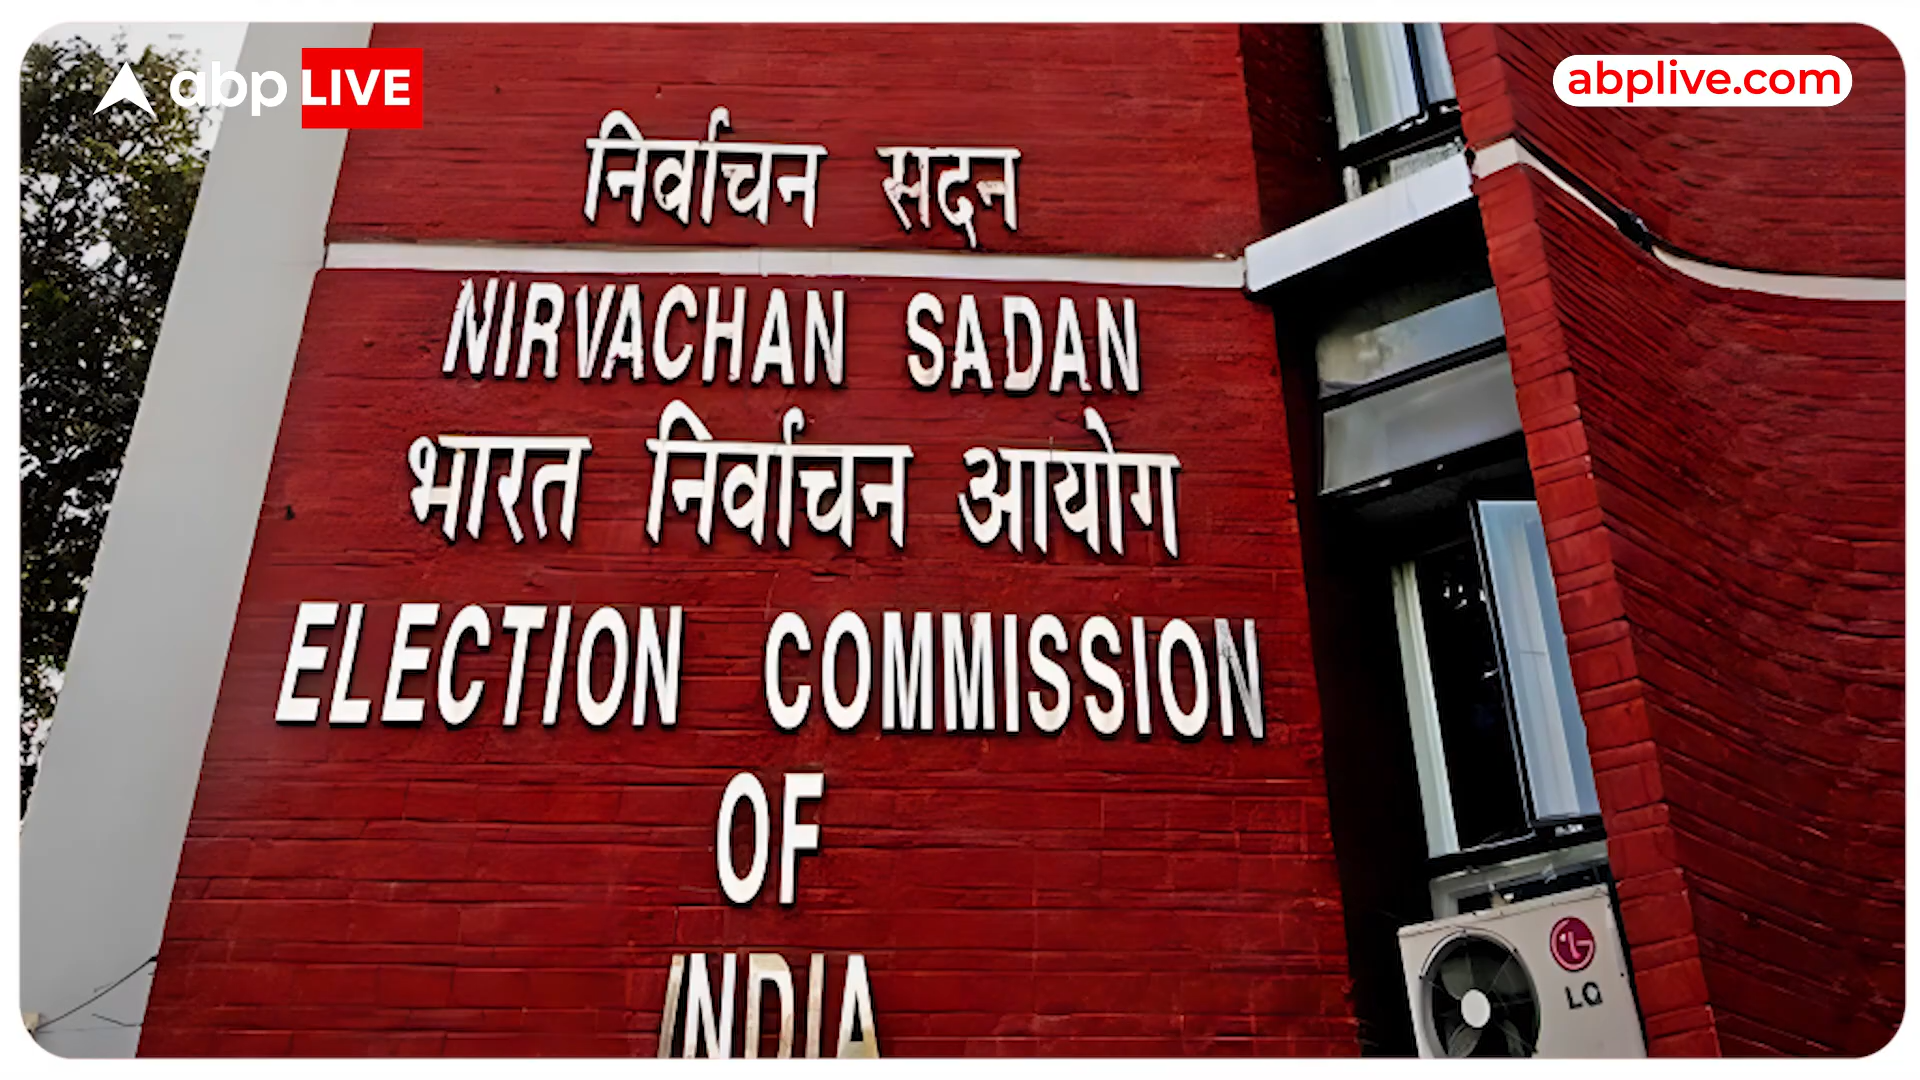 abp LIVE
abplive.com
निर्वाचन सदन
NIRVACHAN SADAN
भारत निर्वाचन आयोग
ELECTION COMMISSION
OF
INDIA
LG